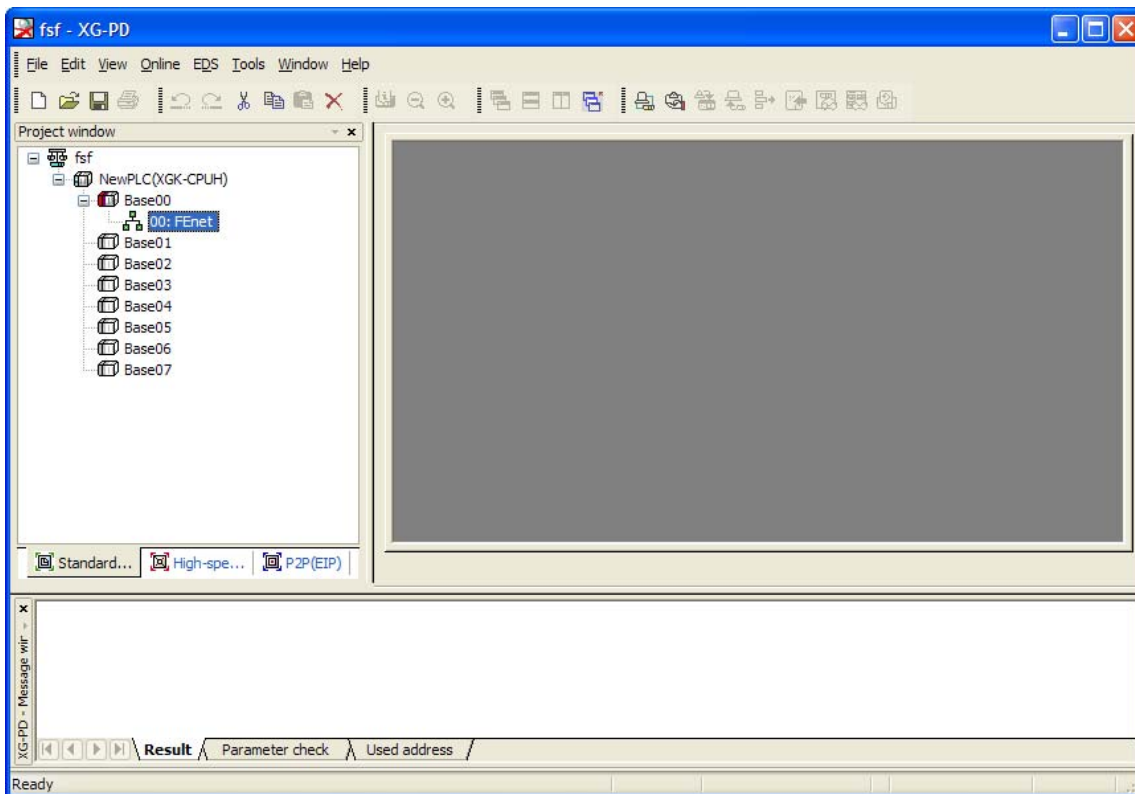 fsf - XG-PD
File Edit View Online EDS Tools Window Help
Project window
fsf
NewPLC(XGK-CPUH)
Base00
00: FEnet
Base01
Base02
Base03
Base04
Base05
Base06
Base07
Standard... High-spe... P2P(EIP)
XG-PD - Message wir
Result Parameter check Used address
Ready